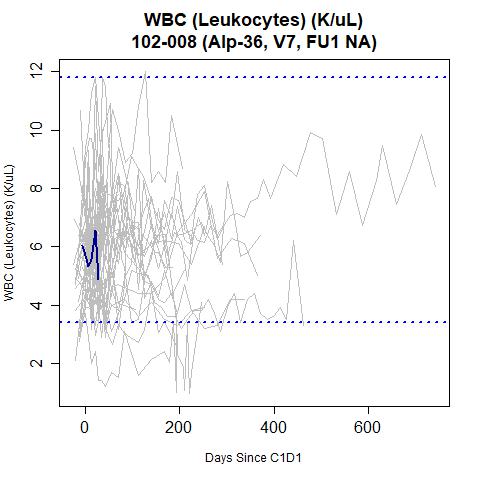 WBC (Leukocytes) (K/uL)
102-008 (Alp-36, V7, FU1 NA)
12
10
8
6
4
2
WBC (Leukocytes) (K/uL)
0
200
400
600
Days Since C1D1